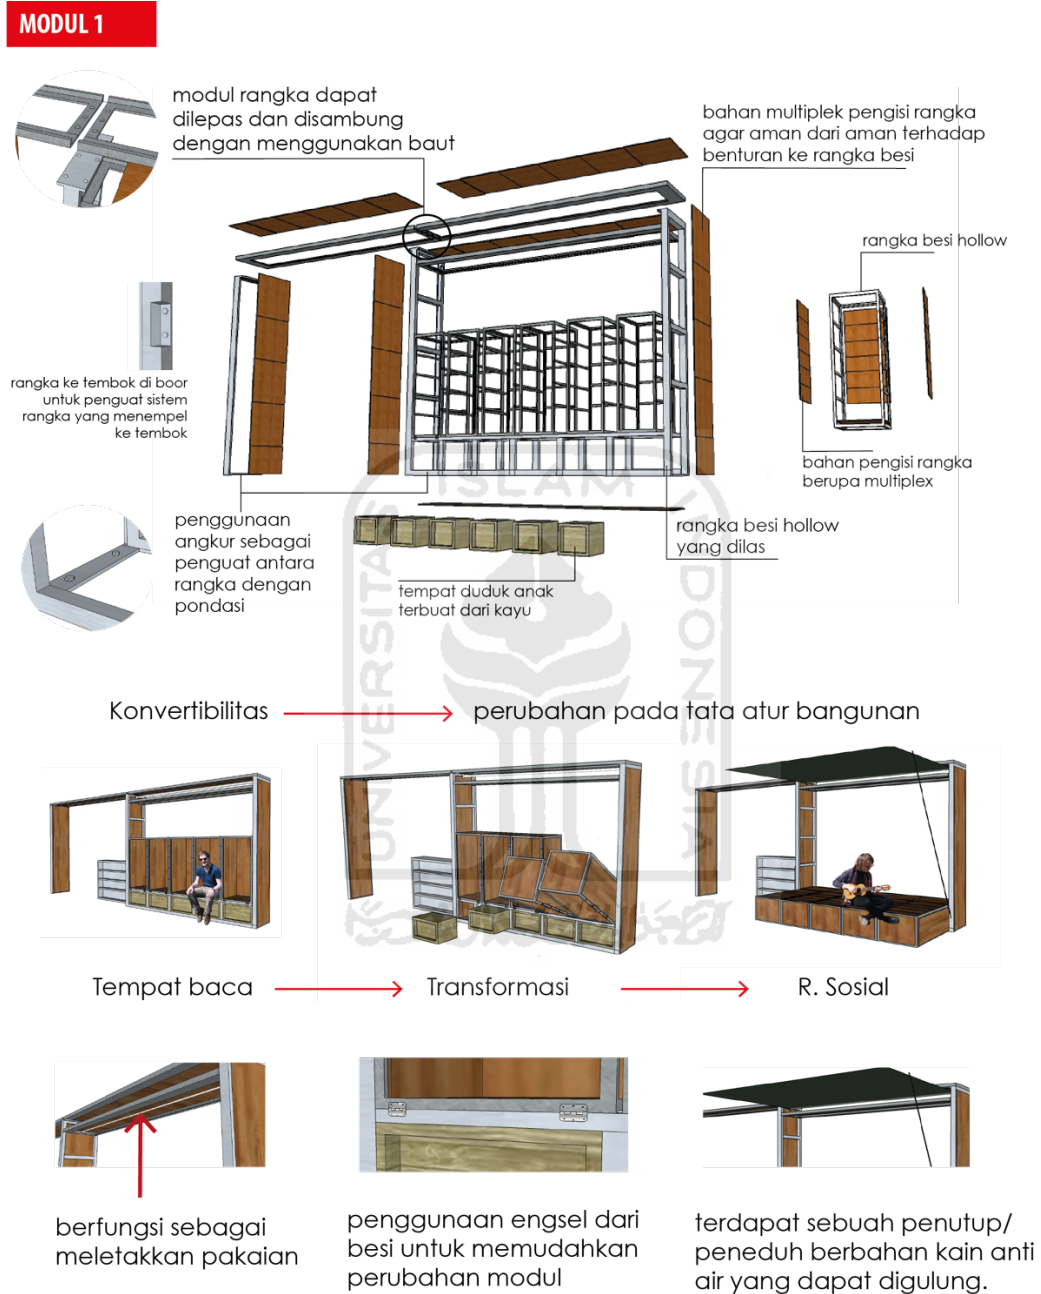 MODUL 1
modul rangka dapat
dilepas dan disambung
dengan menggunakan baut
bahan multiplek pengisi rangka
agar aman dari aman terhadap
benturan ke rangka besi
rangka besi hollow
rangka ke tembok di boor
untuk penguat sistem
rangka yang menempel
ke tembok
bahan pengisi rangka
berupa multiplex
penggunaan
angkur sebagai
penguat antara
rangka dengan
pondasi
tempat duduk anak
terbuat dari kayu
rangka besi hollow
yang dilas
UNIVERSITAS ISLAM INDONESIA
Konvertibilitas
perubahan pada tata atur bangunan
Tempat baca
Transformasi
R. Sosial
berfungsi sebagai
meletakkan pakaian
penggunaan engsel dari
besi untuk memudahkan
perubahan modul
terdapat sebuah penutup/
peneduh berbahan kain anti
air yang dapat digulung.